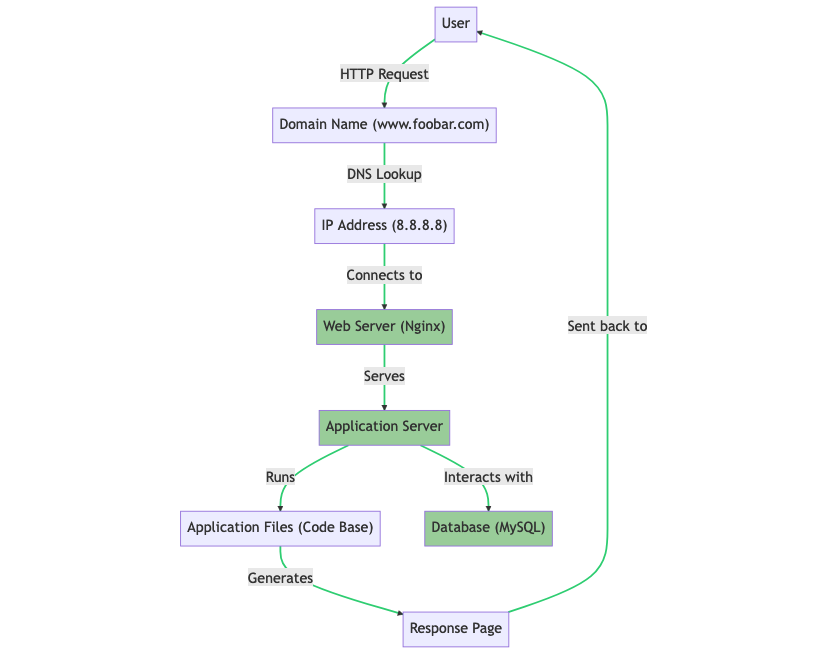 User
HTTP Request
Domain Name (www.foobar.com)
DNS Lookup
IP Address (8.8.8.8)
Connects to
Web Server (Nginx)
Sent back to
Serves
Application Server
Runs
Interacts with
Application Files (Code Base)
Database (MySQL)
Generates
Response Page